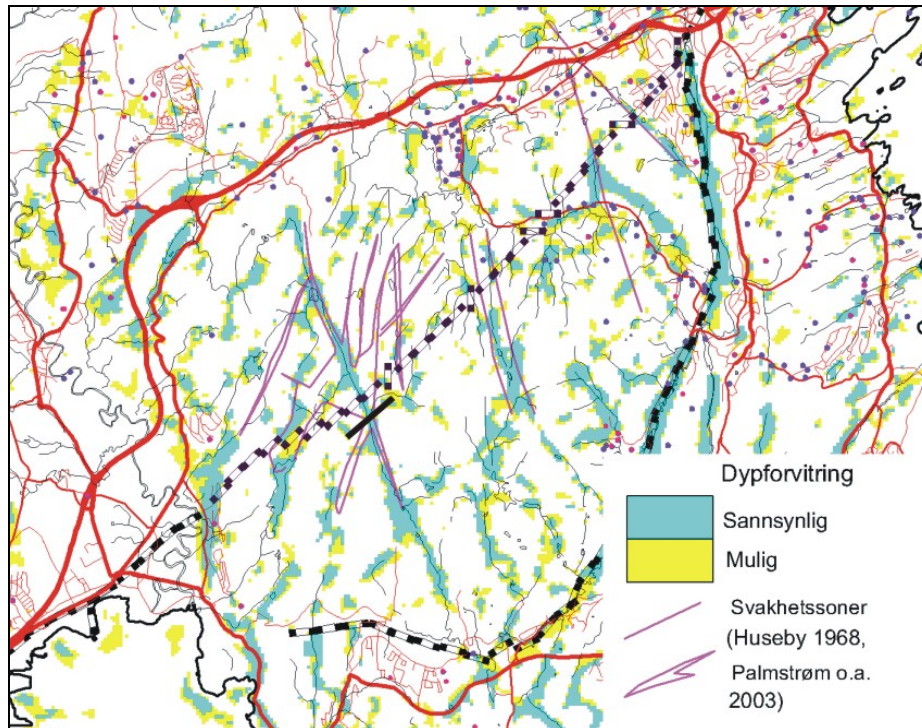 Dypforvitring
Sannsynlig
Mulig
Svakhetssoner
(Huseby 1968,
Palmstrøm o.a.
2003)